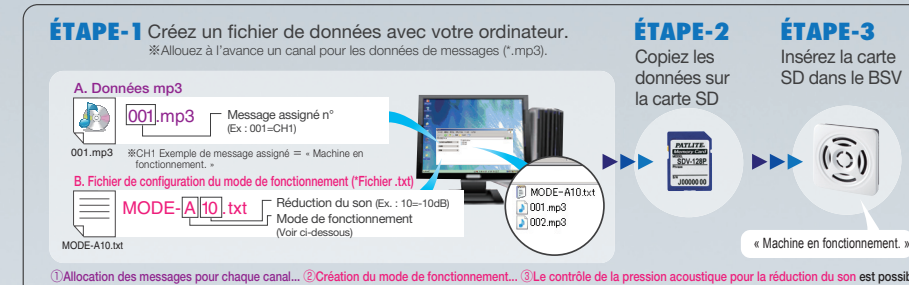 ÉTAPE-1 Créez un fichier de données avec votre ordinateur.
※Allouez à l'avance un canal pour les données de messages (*.mp3).
A. Données mp3
001.mp3
Message assigné n°
(Ex : 001=CH1)
001.mp3
※CH1 Exemple de message assigné = « Machine en
fonctionnement. »
B. Fichier de configuration du mode de fonctionnement (*Fichier .txt)
MODE-A10.txt
Réduction du son (Ex. : 10=-10dB)
Mode de fonctionnement
(Voir ci-dessous)
MODE-A10.txt
MODE-A10.txt
001.mp3
002.mp3
ÉTAPE-2
Copiez les
données sur
la carte SD
PATLITE
Memory Card
SDV-128P
J0000000
ÉTAPE-3
Insérez la carte
SD dans le BSV
« Machine en fonctionnement. »
①Allocation des messages pour chaque canal... ②Création du mode de fonctionnement... ③Le contrôle de la pression acoustique pour la réduction du son est possib